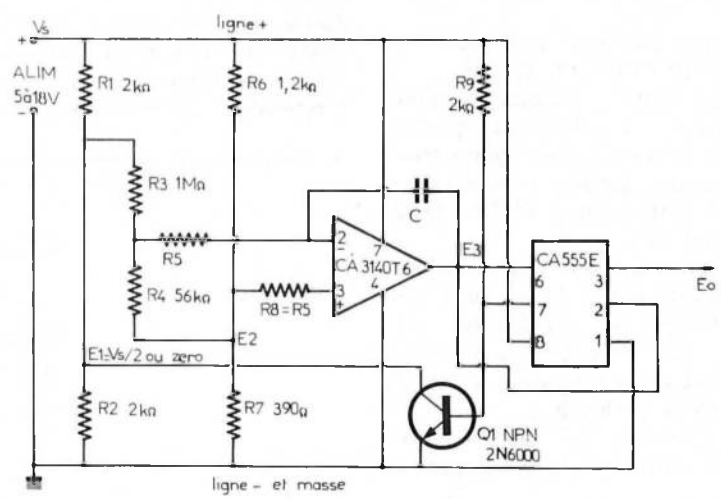 ligne +
+ Vs
ALIM
5à18V
-
R1 2kΩ
R6 1,2kΩ
R9
2kΩ
R3 1MΩ
C
R5
2
-
7
CA 3140T
6
E3
CA555E
6
3
Eo
R4 56kΩ
3
+
4
R8=R5
7
2
E2
8
1
E1=Vs/2 ou zero
R2 2kΩ
R7 390Ω
Q1 NPN
2N6000
ligne - et masse